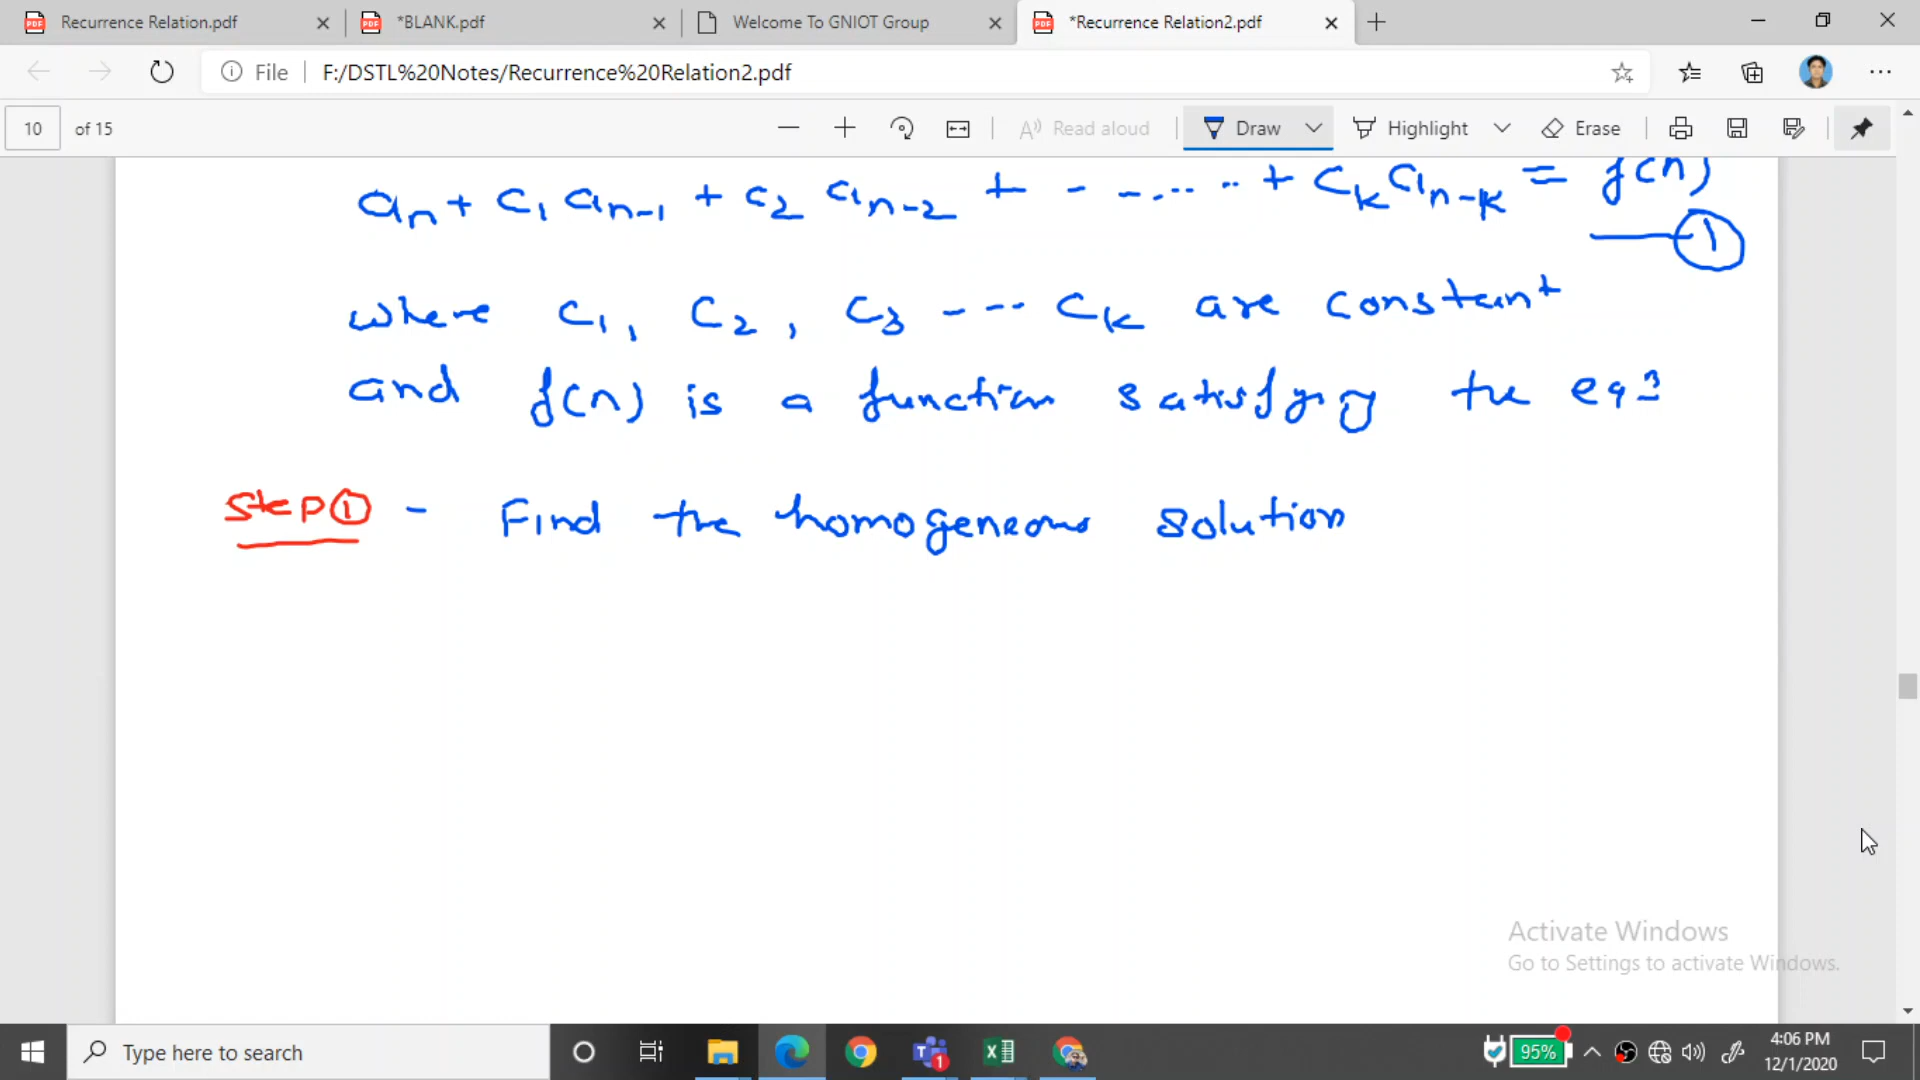 Recurrence Relation.pdf *BLANK.pdf Welcome To GNIOT Group *Recurrence Relation2.pdf
File F:/DSTL%20Notes/Recurrence%20Relation2.pdf
10 of 15 Read aloud Draw Highlight Erase
aₙ + c₁ aₙ₋₁ + c₂ aₙ₋₂ + - -..... + cₖ aₙ₋ₖ = f(n)
①
where c₁, c₂, c₃ ---- cₖ are constant
and f(n) is a function satisfying the eqⁿ
Step ① - Find the homogeneous solution
Activate Windows
Go to Settings to activate Windows.
Type here to search 95% 4:06 PM
12/1/2020